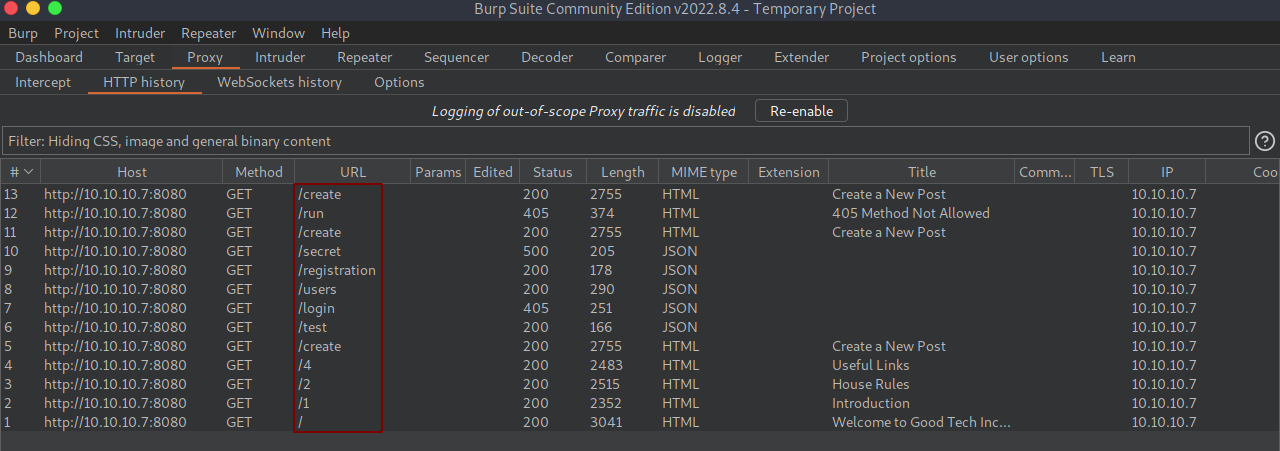 Burp Suite Community Edition v2022.8.4 - Temporary Project
Burp Project Intruder Repeater Window Help
Dashboard Target Proxy Intruder Repeater Sequencer Decoder Comparer Logger Extender Project options User options Learn
Intercept HTTP history WebSockets history Options
Logging of out-of-scope Proxy traffic is disabled Re-enable
Filter: Hiding CSS, image and general binary content ?
# Host Method URL Params Edited Status Length MIME type Extension Title Comm... TLS IP Coo
13 http://10.10.10.7:8080 GET /create 200 2755 HTML Create a New Post 10.10.10.7
12 http://10.10.10.7:8080 GET /run 405 374 HTML 405 Method Not Allowed 10.10.10.7
11 http://10.10.10.7:8080 GET /create 200 2755 HTML Create a New Post 10.10.10.7
10 http://10.10.10.7:8080 GET /secret 500 205 JSON 10.10.10.7
9 http://10.10.10.7:8080 GET /registration 200 178 JSON 10.10.10.7
8 http://10.10.10.7:8080 GET /users 200 290 JSON 10.10.10.7
7 http://10.10.10.7:8080 GET /login 405 251 JSON 10.10.10.7
6 http://10.10.10.7:8080 GET /test 200 166 JSON 10.10.10.7
5 http://10.10.10.7:8080 GET /create 200 2755 HTML Create a New Post 10.10.10.7
4 http://10.10.10.7:8080 GET /4 200 2483 HTML Useful Links 10.10.10.7
3 http://10.10.10.7:8080 GET /2 200 2515 HTML House Rules 10.10.10.7
2 http://10.10.10.7:8080 GET /1 200 2352 HTML Introduction 10.10.10.7
1 http://10.10.10.7:8080 GET / 200 3041 HTML Welcome to Good Tech Inc... 10.10.10.7